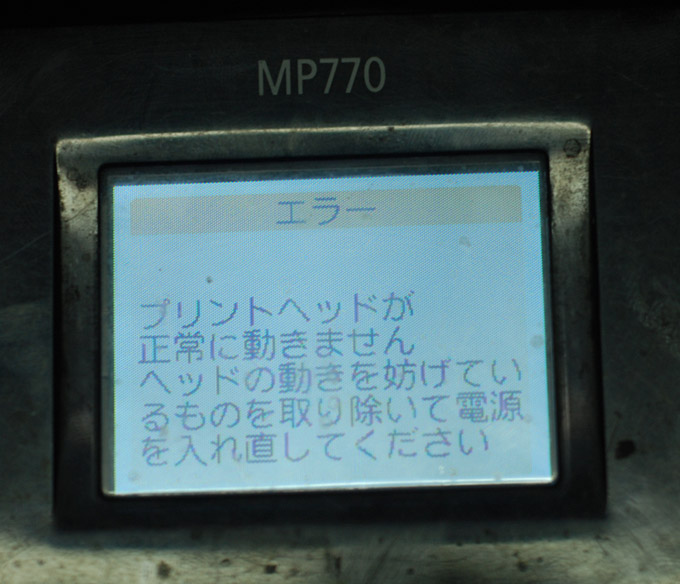 MP770
エラー
プリントヘッドが
正常に動きません
ヘッドの動きを妨げてい
るものを取り除いて電源
を入れ直してください